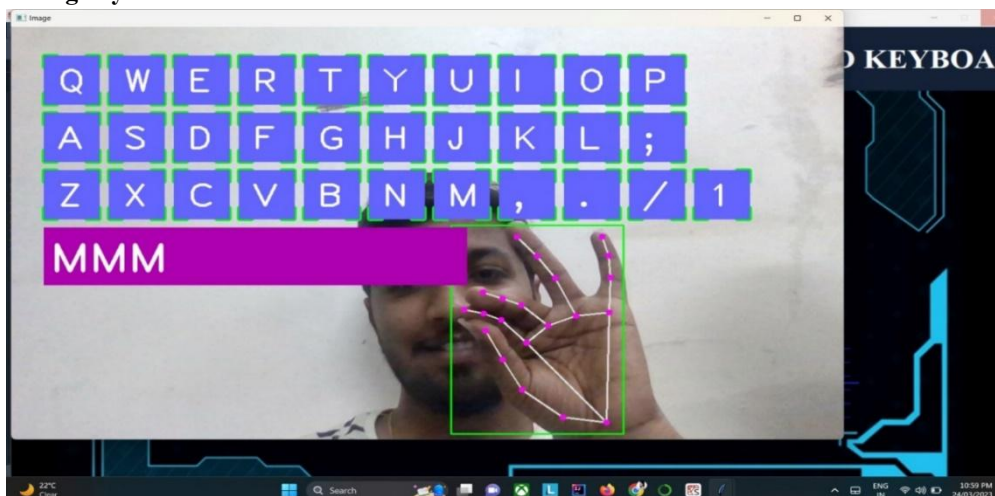 Image
D KEYBOA
Q W E R T Y U I O P
A S D F G H J K L ;
Z X C V B N M , . / 1
MMM
22°C
Clear
Search
ENG
IN
10:59 PM
24/03/2023